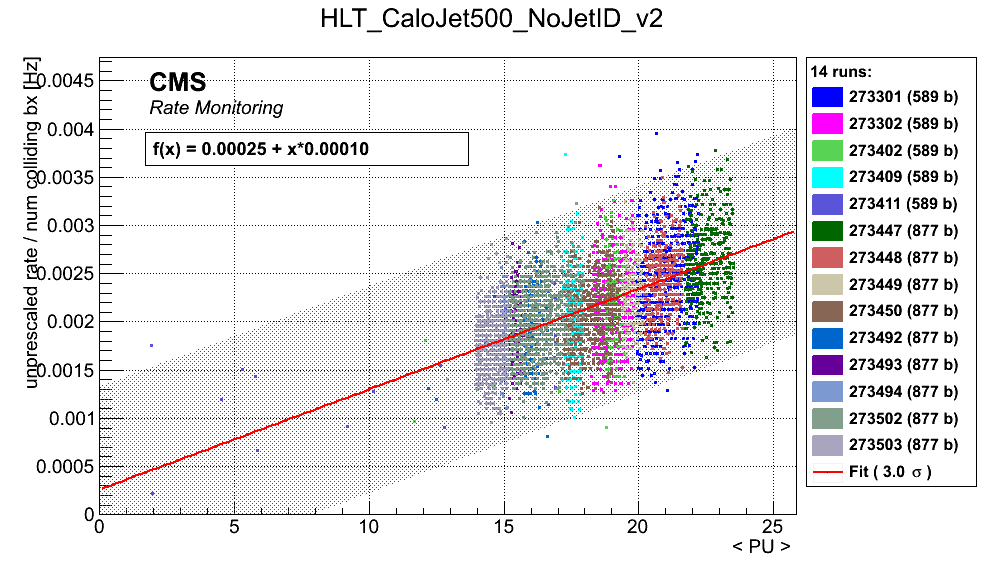 HLT_CaloJet500_NoJetID_v2
unprescaled rate / num colliding bx [Hz]
CMS
Rate Monitoring
f(x) = 0.00025 + x*0.00010
0.0045
0.004
0.0035
0.003
0.0025
0.002
0.0015
0.001
0.0005
0
0 5 10 15 20 25
< PU >
14 runs:
273301 (589 b)
273302 (589 b)
273402 (589 b)
273409 (589 b)
273411 (589 b)
273447 (877 b)
273448 (877 b)
273449 (877 b)
273450 (877 b)
273492 (877 b)
273493 (877 b)
273494 (877 b)
273502 (877 b)
273503 (877 b)
Fit ( 3.0 σ )